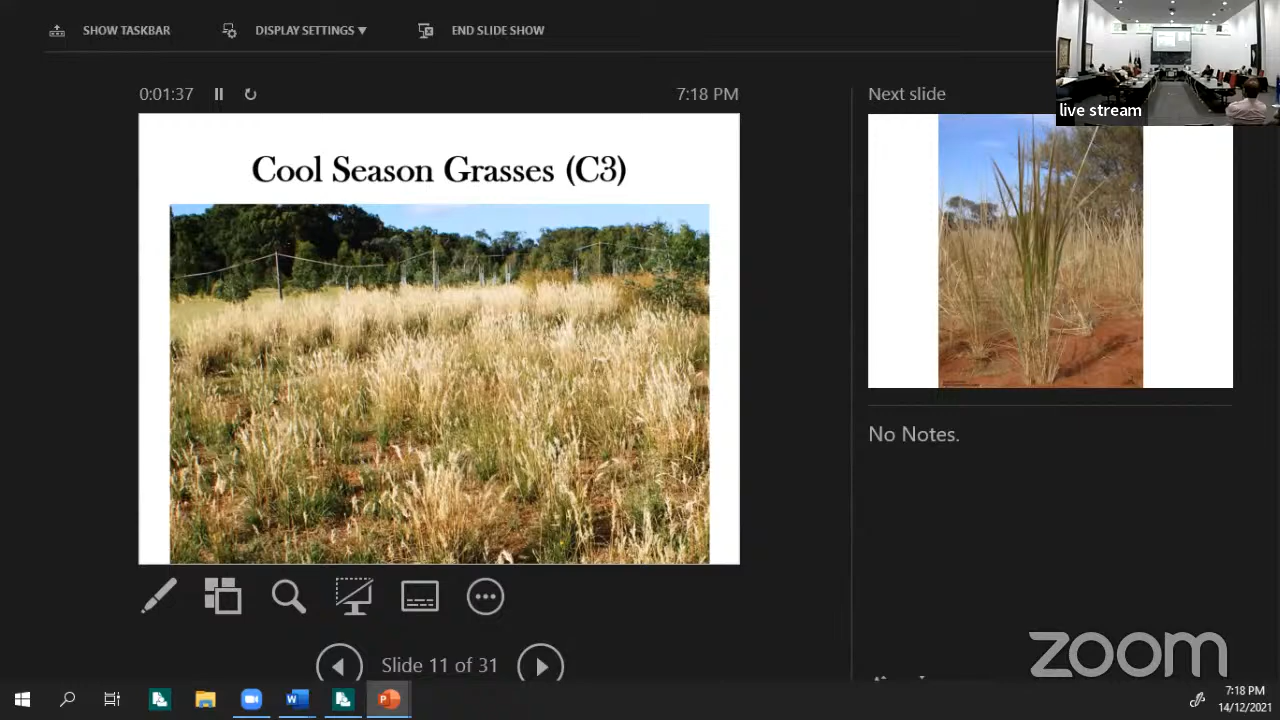 SHOW TASKBAR
DISPLAY SETTINGS ▼
END SLIDE SHOW
0:01:37
7:18 PM
Next slide
live stream
Cool Season Grasses (C3)
No Notes.
Slide 11 of 31
zoom
7:18 PM
14/12/2021